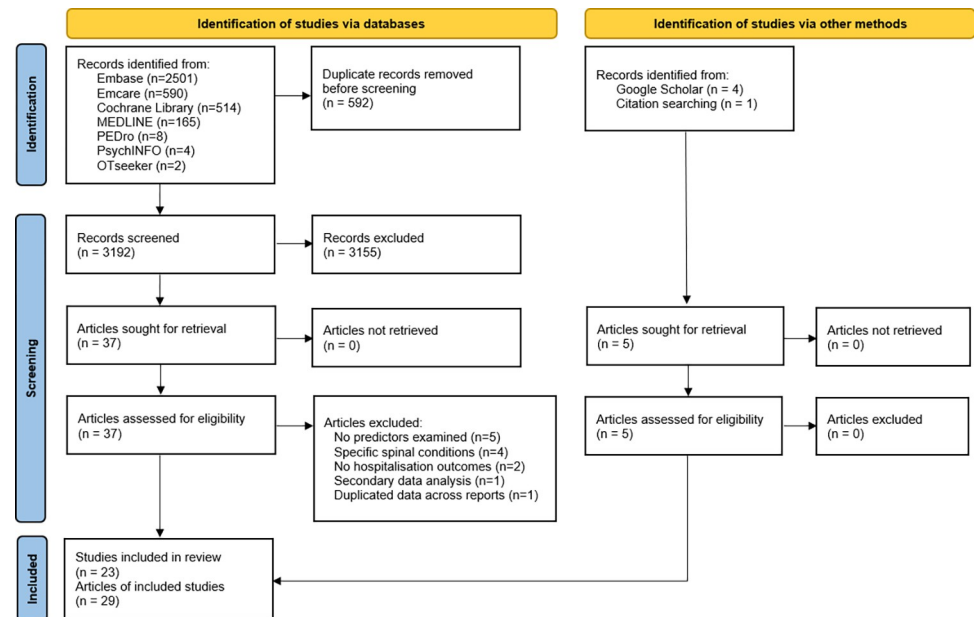 Identification of studies via databases
Identification of studies via other methods
Identification
Records identified from:
Embase (n=2501)
Emcare (n=590)
Cochrane Library (n=514)
MEDLINE (n=165)
PEDro (n=8)
PsychINFO (n=4)
OTseeker (n=2)
Duplicate records removed
before screening
(n = 592)
Records identified from:
Google Scholar (n = 4)
Citation searching (n = 1)
Screening
Records screened
(n = 3192)
Records excluded
(n = 3155)
Articles sought for retrieval
(n = 37)
Articles not retrieved
(n = 0)
Articles sought for retrieval
(n = 5)
Articles not retrieved
(n = 0)
Articles assessed for eligibility
(n = 37)
Articles excluded:
No predictors examined (n=5)
Specific spinal conditions (n=4)
No hospitalisation outcomes (n=2)
Secondary data analysis (n=1)
Duplicated data across reports (n=1)
Articles assessed for eligibility
(n = 5)
Articles excluded
(n = 0)
Included
Studies included in review
(n = 23)
Articles of included studies
(n = 29)